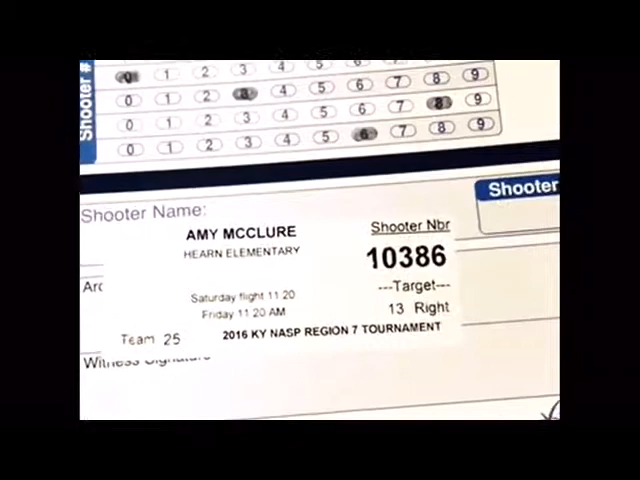 Shooter #
0 1 2 3 4 5 6 7 8 9
0 1 2 3 4 5 6 7 8 9
0 1 2 3 4 5 6 7 8 9
0 1 2 3 4 5 6 7 8 9
Shooter
Shooter Name:
AMY MCCLURE
HEARN ELEMENTARY
Shooter Nbr
10386
---Target---
13 Right
Saturday flight 11:20
Friday 11:20 AM
Team 25
2016 KY NASP REGION 7 TOURNAMENT
Witness Signature